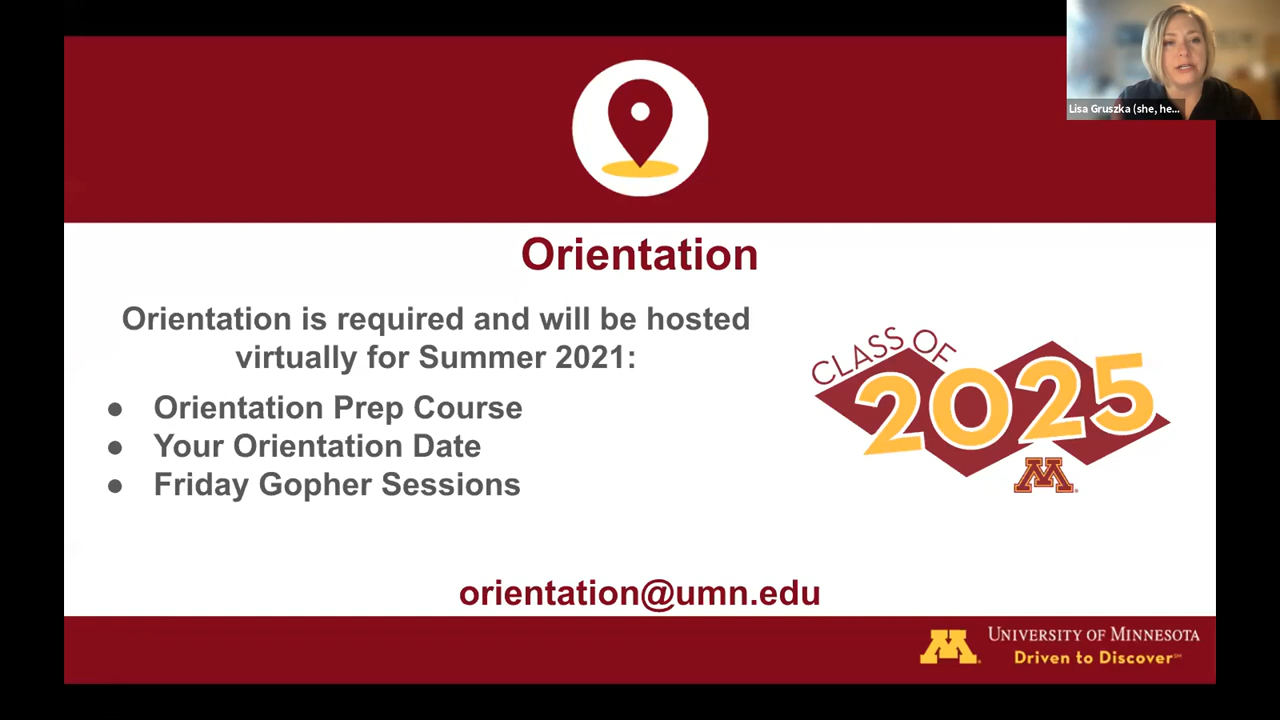 Lisa Gruszka (she, he...
Orientation
Orientation is required and will be hosted
virtually for Summer 2021:
● Orientation Prep Course
● Your Orientation Date
● Friday Gopher Sessions
CLASS OF
2025
M
orientation@umn.edu
M
UNIVERSITY OF MINNESOTA
Driven to Discover℠